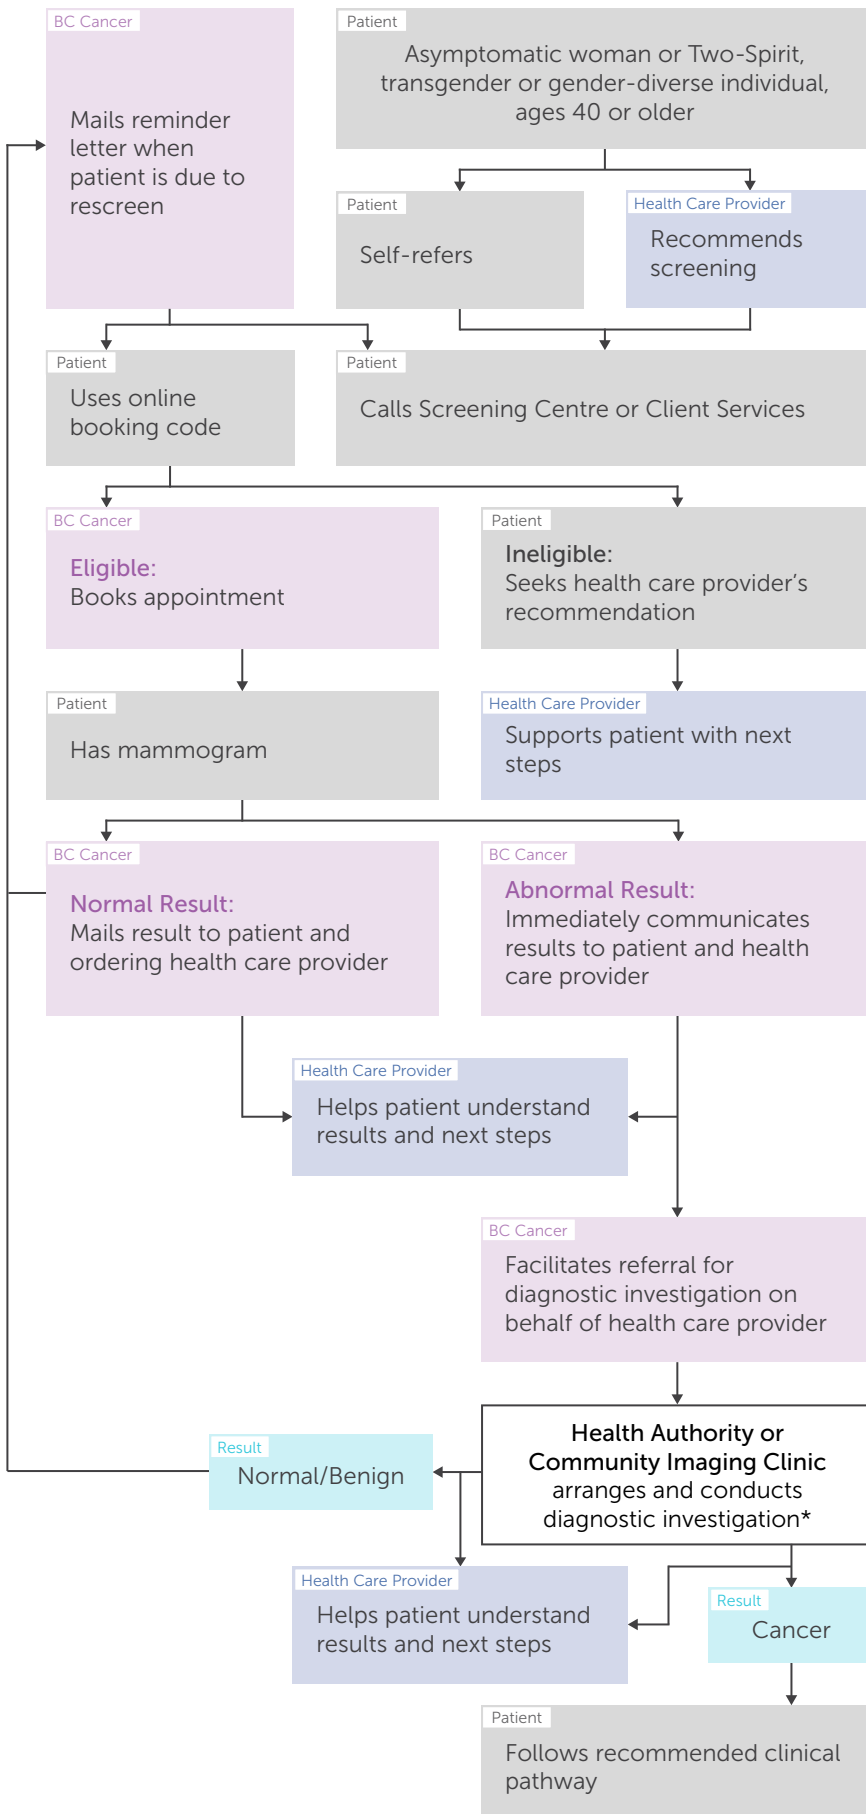 BC Cancer
Mails reminder
letter when
patient is due to
rescreen
Patient
Asymptomatic woman or Two-Spirit,
transgender or gender-diverse individual,
ages 40 or older
Patient
Self-refers
Health Care Provider
Recommends
screening
Patient
Uses online
booking code
Patient
Calls Screening Centre or Client Services
BC Cancer
Eligible:
Books appointment
Patient
Ineligible:
Seeks health care provider’s
recommendation
Patient
Has mammogram
Health Care Provider
Supports patient with next
steps
BC Cancer
Normal Result:
Mails result to patient and
ordering health care provider
BC Cancer
Abnormal Result:
Immediately communicates
results to patient and health
care provider
Health Care Provider
Helps patient understand
results and next steps
BC Cancer
Facilitates referral for
diagnostic investigation on
behalf of health care provider
Health Authority or
Community Imaging Clinic
arranges and conducts
diagnostic investigation*
Result
Normal/Benign
Health Care Provider
Helps patient understand
results and next steps
Result
Cancer
Patient
Follows recommended clinical
pathway